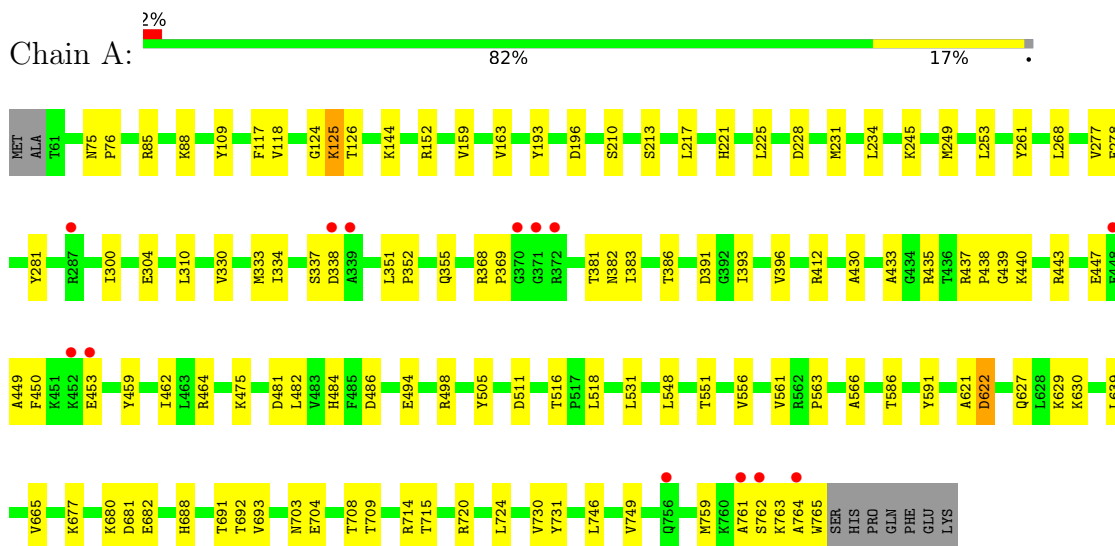 2%
Chain A:
82% 17% •
MET ALA T61 N75 P76 R85 K88 Y109 F117 V118 G124 K125 T126 K144 R152 V159 V163 Y193 D196 S210 S213 L217 H221 L225 D228 M231 L234 K245 M249 L253 Y261 L268 V277 E278
Y281 R287 I300 E304 L310 V330 M333 I334 S337 D338 A339 L351 P352 Q355 R368 P369 G370 G371 R372 T381 N382 I383 T386 D391 G392 I393 V396 R412 A430 A433 G434 R435 T436 R437 P438 G439 K440 R443 E447 E448
A449 F450 K451 K452 E453 Y459 I462 L463 R464 K475 D481 L482 V483 H484 F485 D486 E494 R498 Y505 D511 T516 P517 L518 L531 L548 T551 V556 V561 R562 P563 A566 T586 Y591 A621 D622 Q627 L628 K629 K630 L639
V665 K677 K680 D681 E682 H688 T691 T692 V693 N703 E704 T708 T709 R714 T715 R720 L724 V730 Y731 L746 V749 Q756 M759 K760 A761 S762 K763 A764 W765 SER HIS PRO GLN PHE GLU LYS